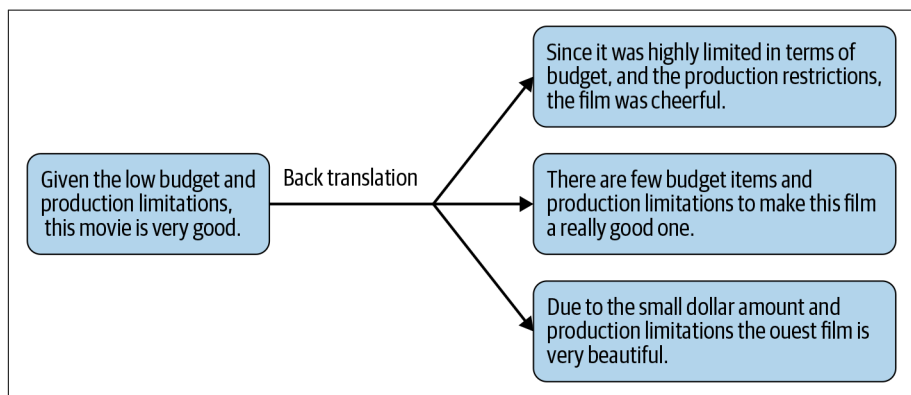 Given the low budget and
production limitations,
this movie is very good.
Back translation
Since it was highly limited in terms of
budget, and the production restrictions,
the film was cheerful.
There are few budget items and
production limitations to make this film
a really good one.
Due to the small dollar amount and
production limitations the ouest film is
very beautiful.